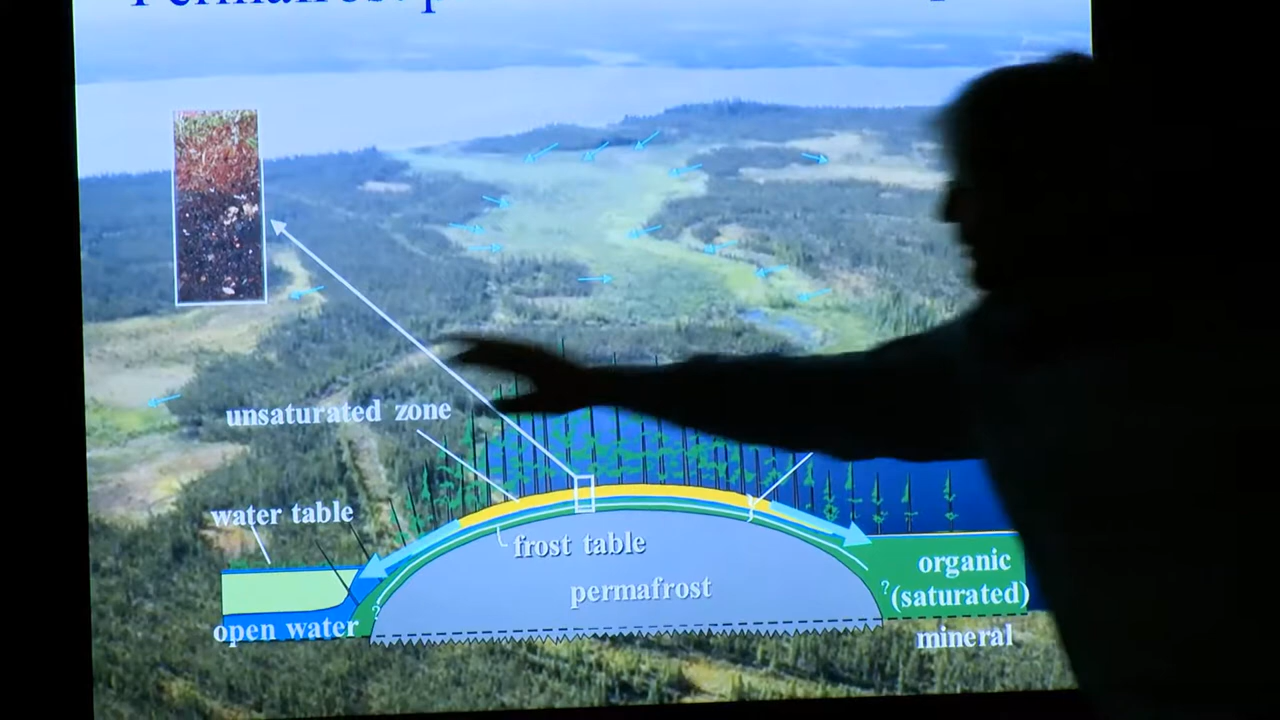 unsaturated zone
water table
frost table
permafrost
organic
?(saturated)
?
open water
mineral